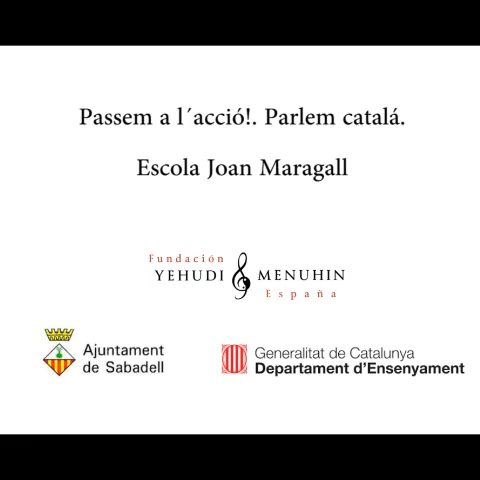 Passem a l´acció!. Parlem catalá.
Escola Joan Maragall
Fundación
YEHUDI MENUHIN
España
Ajuntament
de Sabadell
Generalitat de Catalunya
Departament d'Ensenyament